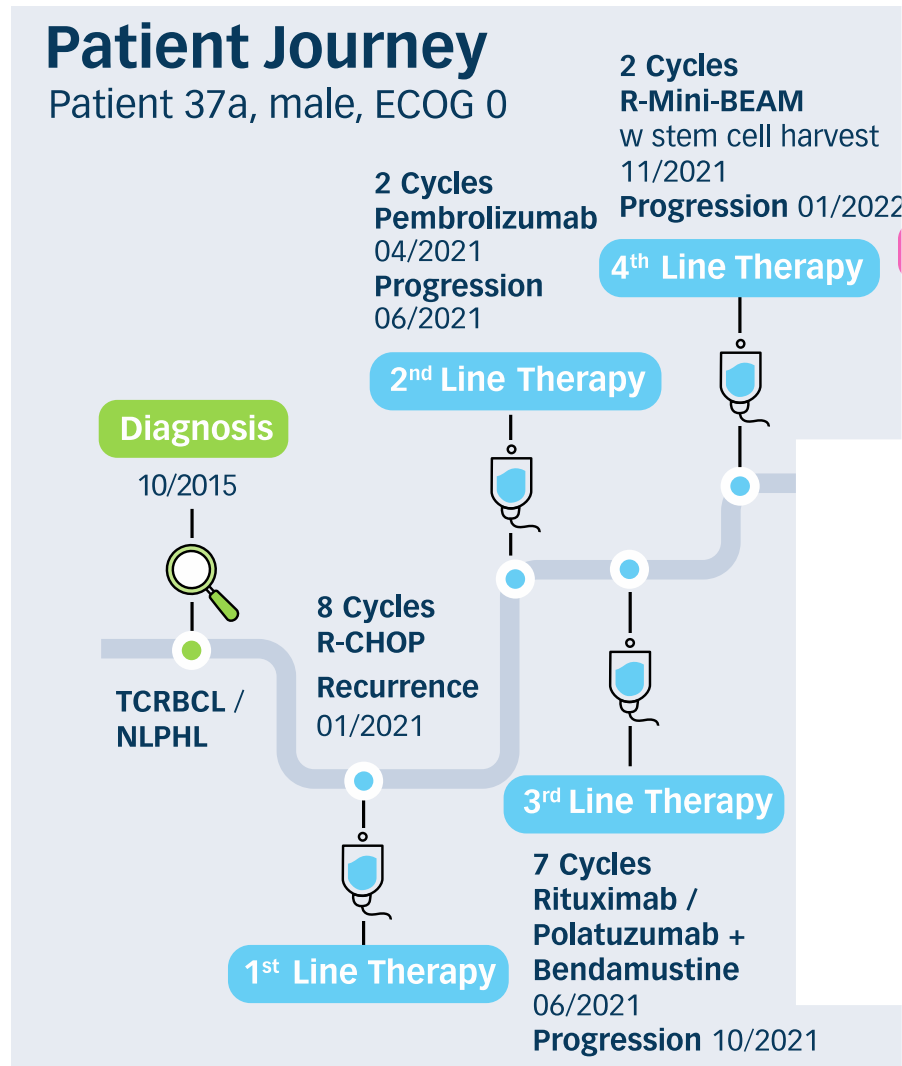 Patient Journey
Patient 37a, male, ECOG 0
Diagnosis
10/2015
TCRBCL /
NLPHL
8 Cycles
R-CHOP
Recurrence
01/2021
1st Line Therapy
2 Cycles
Pembrolizumab
04/2021
Progression
06/2021
2nd Line Therapy
3rd Line Therapy
7 Cycles
Rituximab /
Polatuzumab +
Bendamustine
06/2021
Progression 10/2021
2 Cycles
R-Mini-BEAM
w stem cell harvest
11/2021
Progression 01/2022
4th Line Therapy